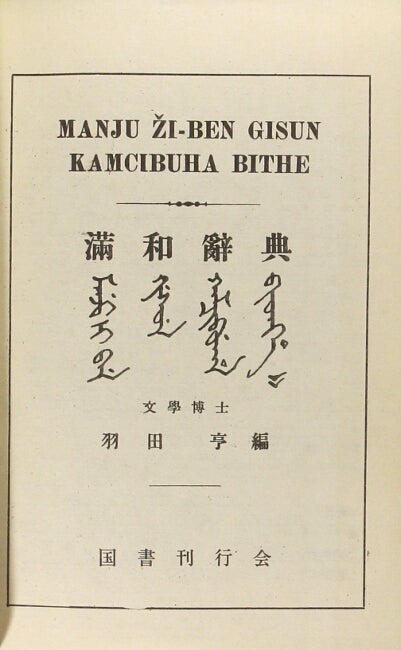 MANJU ŽI-BEN GISUN
KAMCIBUHA BITHE
滿和辭典
文學博士
羽田 亨 編
国書刊行会